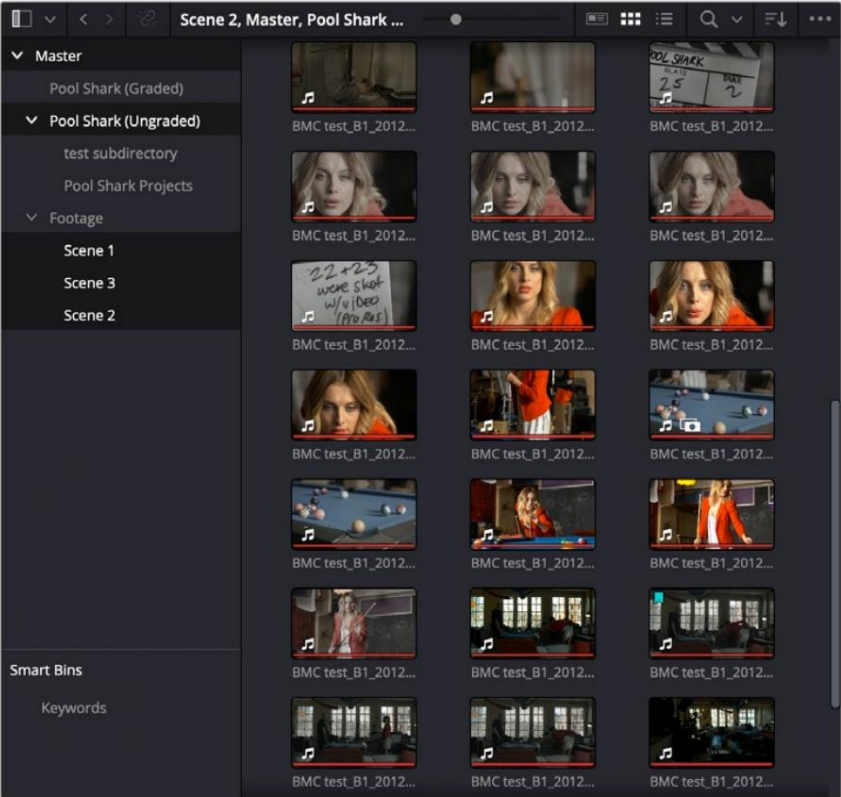 Scene 2, Master, Pool Shark ...
Master
Pool Shark (Graded)
Pool Shark (Ungraded)
test subdirectory
Pool Shark Projects
Footage
Scene 1
Scene 3
Scene 2
Smart Bins
Keywords
POOL SHARK
SLATE
TAKE
25
2
BMC test_B1_2012... BMC test_B1_2012... BMC test_B1_2012...
BMC test_B1_2012... BMC test_B1_2012... BMC test_B1_2012...
22+23
were shot
w/viDEO
(PRO RES)
BMC test_B1_2012... BMC test_B1_2012... BMC test_B1_2012...
BMC test_B1_2012... BMC test_B1_2012... BMC test_B1_2012...
BMC test_B1_2012... BMC test_B1_2012... BMC test_B1_2012...
BMC test_B1_2012... BMC test_B1_2012... BMC test_B1_2012...
BMC test_B1_2012... BMC test_B1_2012... BMC test_B1_2012...